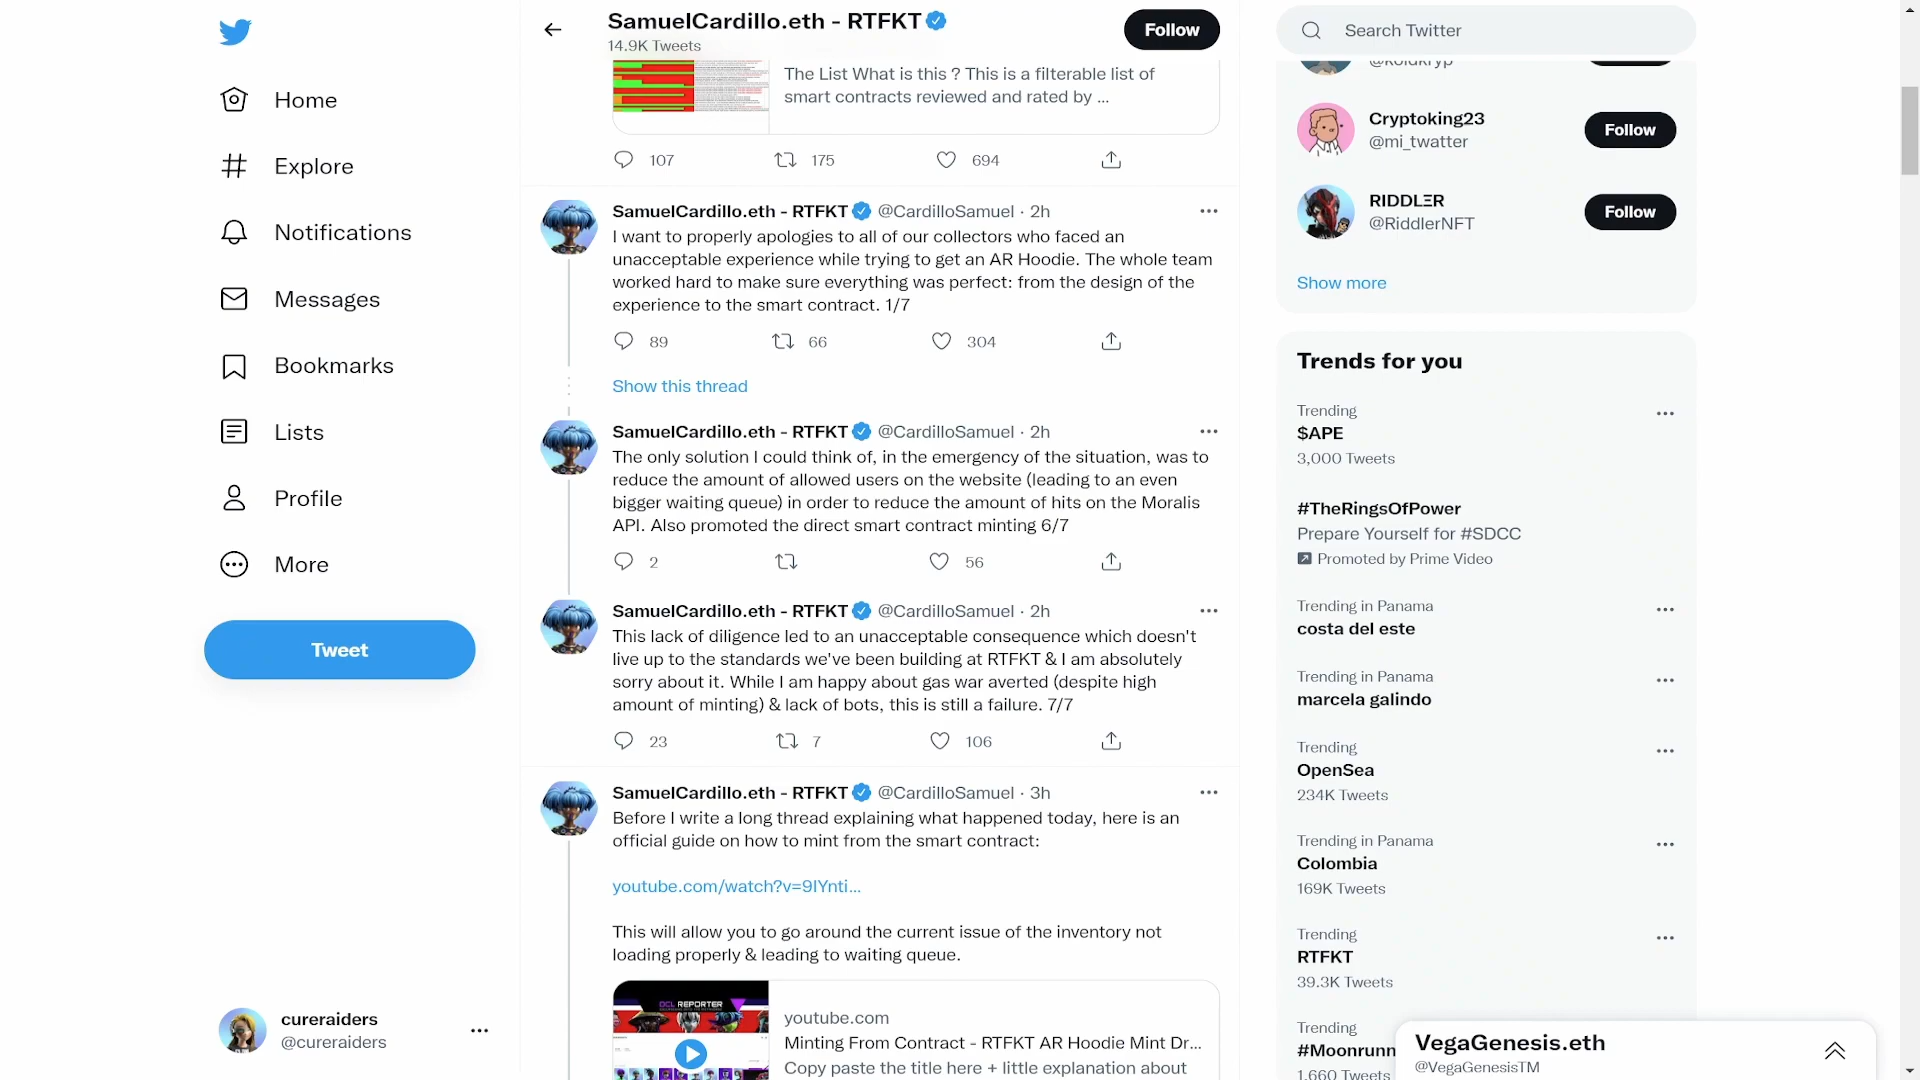 Home
Explore
Notifications
Messages
Bookmarks
Lists
Profile
More
Tweet
cureraiders
@cureraiders
SamuelCardillo.eth - RTFKT
14.9K Tweets
Follow
The List What is this ? This is a filterable list of
smart contracts reviewed and rated by ...
107 175 694
SamuelCardillo.eth - RTFKT @CardilloSamuel · 2h
I want to properly apologies to all of our collectors who faced an
unacceptable experience while trying to get an AR Hoodie. The whole team
worked hard to make sure everything was perfect: from the design of the
experience to the smart contract. 1/7
89 66 304
Show this thread
SamuelCardillo.eth - RTFKT @CardilloSamuel · 2h
The only solution I could think of, in the emergency of the situation, was to
reduce the amount of allowed users on the website (leading to an even
bigger waiting queue) in order to reduce the amount of hits on the Moralis
API. Also promoted the direct smart contract minting 6/7
2 56
SamuelCardillo.eth - RTFKT @CardilloSamuel · 2h
This lack of diligence led to an unacceptable consequence which doesn't
live up to the standards we've been building at RTFKT & I am absolutely
sorry about it. While I am happy about gas war averted (despite high
amount of minting) & lack of bots, this is still a failure. 7/7
23 7 106
SamuelCardillo.eth - RTFKT @CardilloSamuel · 3h
Before I write a long thread explaining what happened today, here is an
official guide on how to mint from the smart contract:
youtube.com/watch?v=9IYnti...
This will allow you to go around the current issue of the inventory not
loading properly & leading to waiting queue.
DCL REPORTER
youtube.com
Minting From Contract - RTFKT AR Hoodie Mint Dr...
Copy paste the title here + little explanation about
Search Twitter
@koldkryp
Cryptoking23
@mi_twatter
Follow
RIDDLΞR
@RiddlerNFT
Follow
Show more
Trends for you
Trending
$APE
3,000 Tweets
#TheRingsOfPower
Prepare Yourself for #SDCC
Promoted by Prime Video
Trending in Panama
costa del este
Trending in Panama
marcela galindo
Trending
OpenSea
234K Tweets
Trending in Panama
Colombia
169K Tweets
Trending
RTFKT
39.3K Tweets
Trending
#Moonrunn
1,660 Tweets
VegaGenesis.eth
@VegaGenesisTM